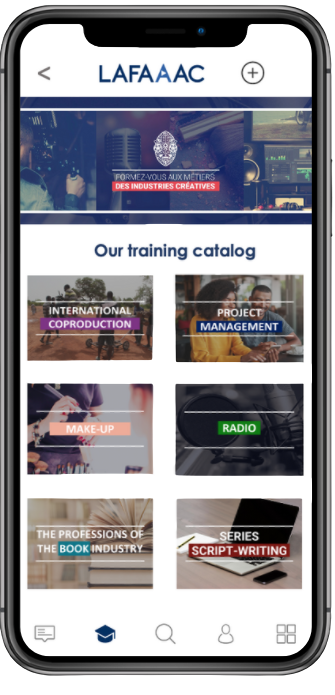 LAFAAAC
FORMEZ-VOUS AUX MÉTIERS
DES INDUSTRIES CRÉATIVES
Our training catalog
INTERNATIONAL
COPRODUCTION
PROJECT
MANAGEMENT
MAKE-UP
RADIO
THE PROFESSIONS OF
THE BOOK INDUSTRY
SERIES
SCRIPT-WRITING